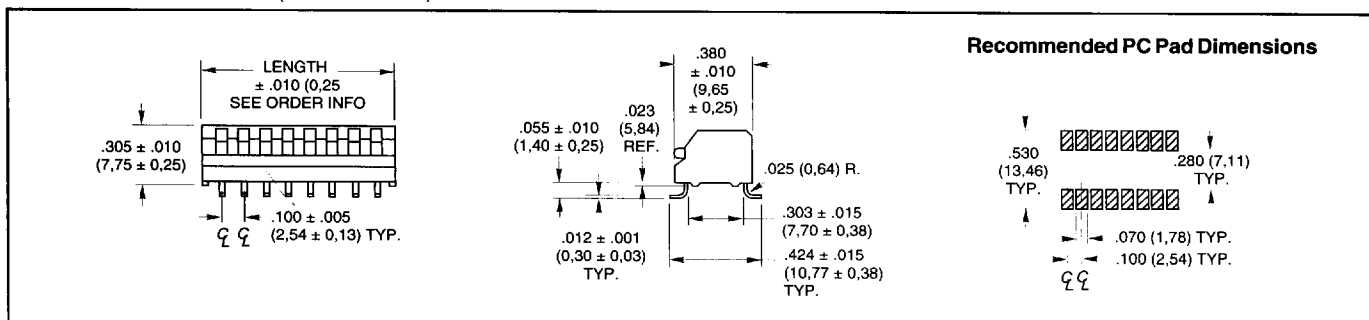 Recommended PC Pad Dimensions
LENGTH
± .010 (0,25
SEE ORDER INFO
.305 ± .010
(7,75 ± 0,25)
.100 ± .005
(2,54 ± 0,13) TYP.
.380
± .010
(9,65
± 0,25)
.023
(5,84)
REF.
.055 ± .010
(1,40 ± 0,25)
.025 (0,64) R.
.303 ± .015
(7,70 ± 0,38)
.012 ± .001
(0,30 ± 0,03)
TYP.
.424 ± .015
(10,77 ± 0,38)
TYP.
.530
(13,46)
TYP.
.280 (7,11)
TYP.
.070 (1,78) TYP.
.100 (2,54) TYP.